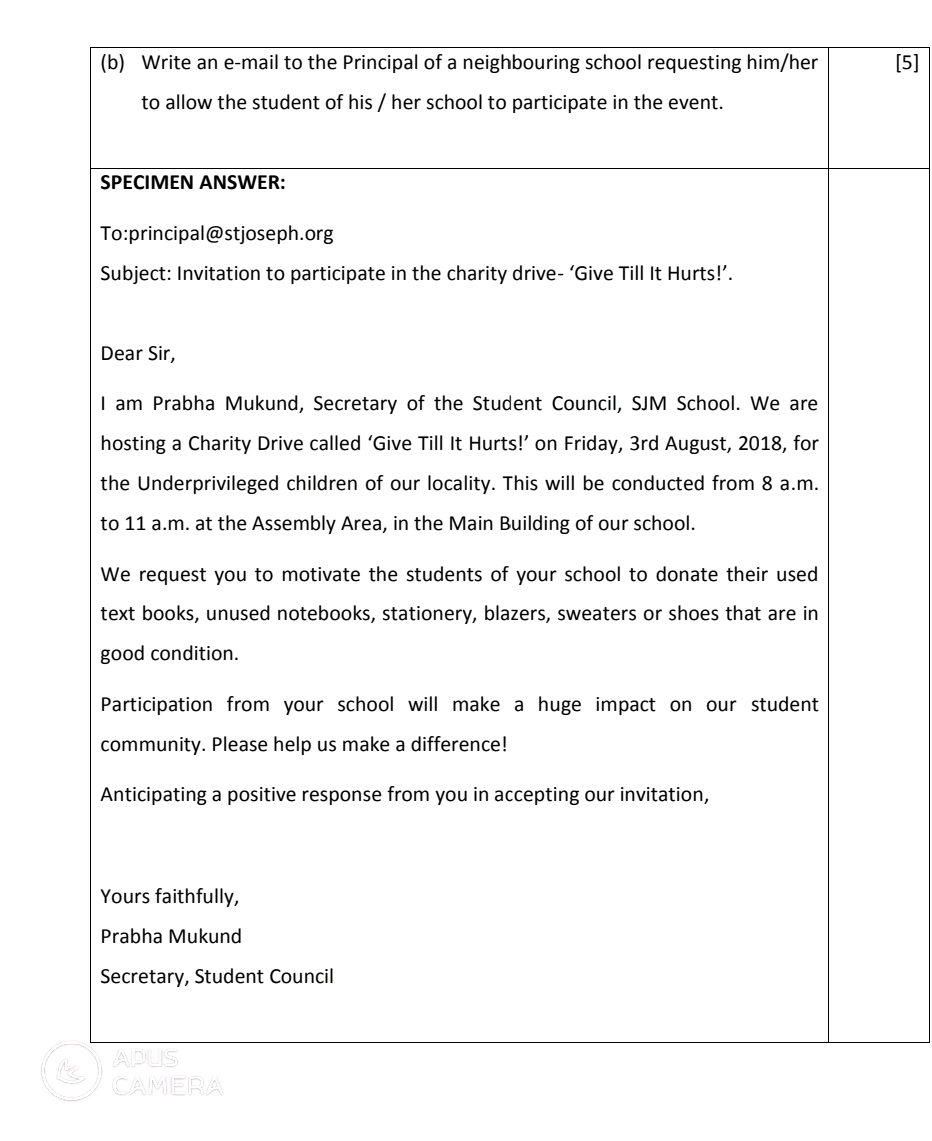 (b) Write an e-mail to the Principal of a neighbouring school requesting him/her [5]
to allow the student of his / her school to participate in the event.
SPECIMEN ANSWER:
To:principal@stjoseph.org
Subject: Invitation to participate in the charity drive- ‘Give Till It Hurts!’.
Dear Sir,
I am Prabha Mukund, Secretary of the Student Council, SJM School. We are
hosting a Charity Drive called ‘Give Till It Hurts!’ on Friday, 3rd August, 2018, for
the Underprivileged children of our locality. This will be conducted from 8 a.m.
to 11 a.m. at the Assembly Area, in the Main Building of our school.
We request you to motivate the students of your school to donate their used
text books, unused notebooks, stationery, blazers, sweaters or shoes that are in
good condition.
Participation from your school will make a huge impact on our student
community. Please help us make a difference!
Anticipating a positive response from you in accepting our invitation,
Yours faithfully,
Prabha Mukund
Secretary, Student Council
APUS
CAMERA